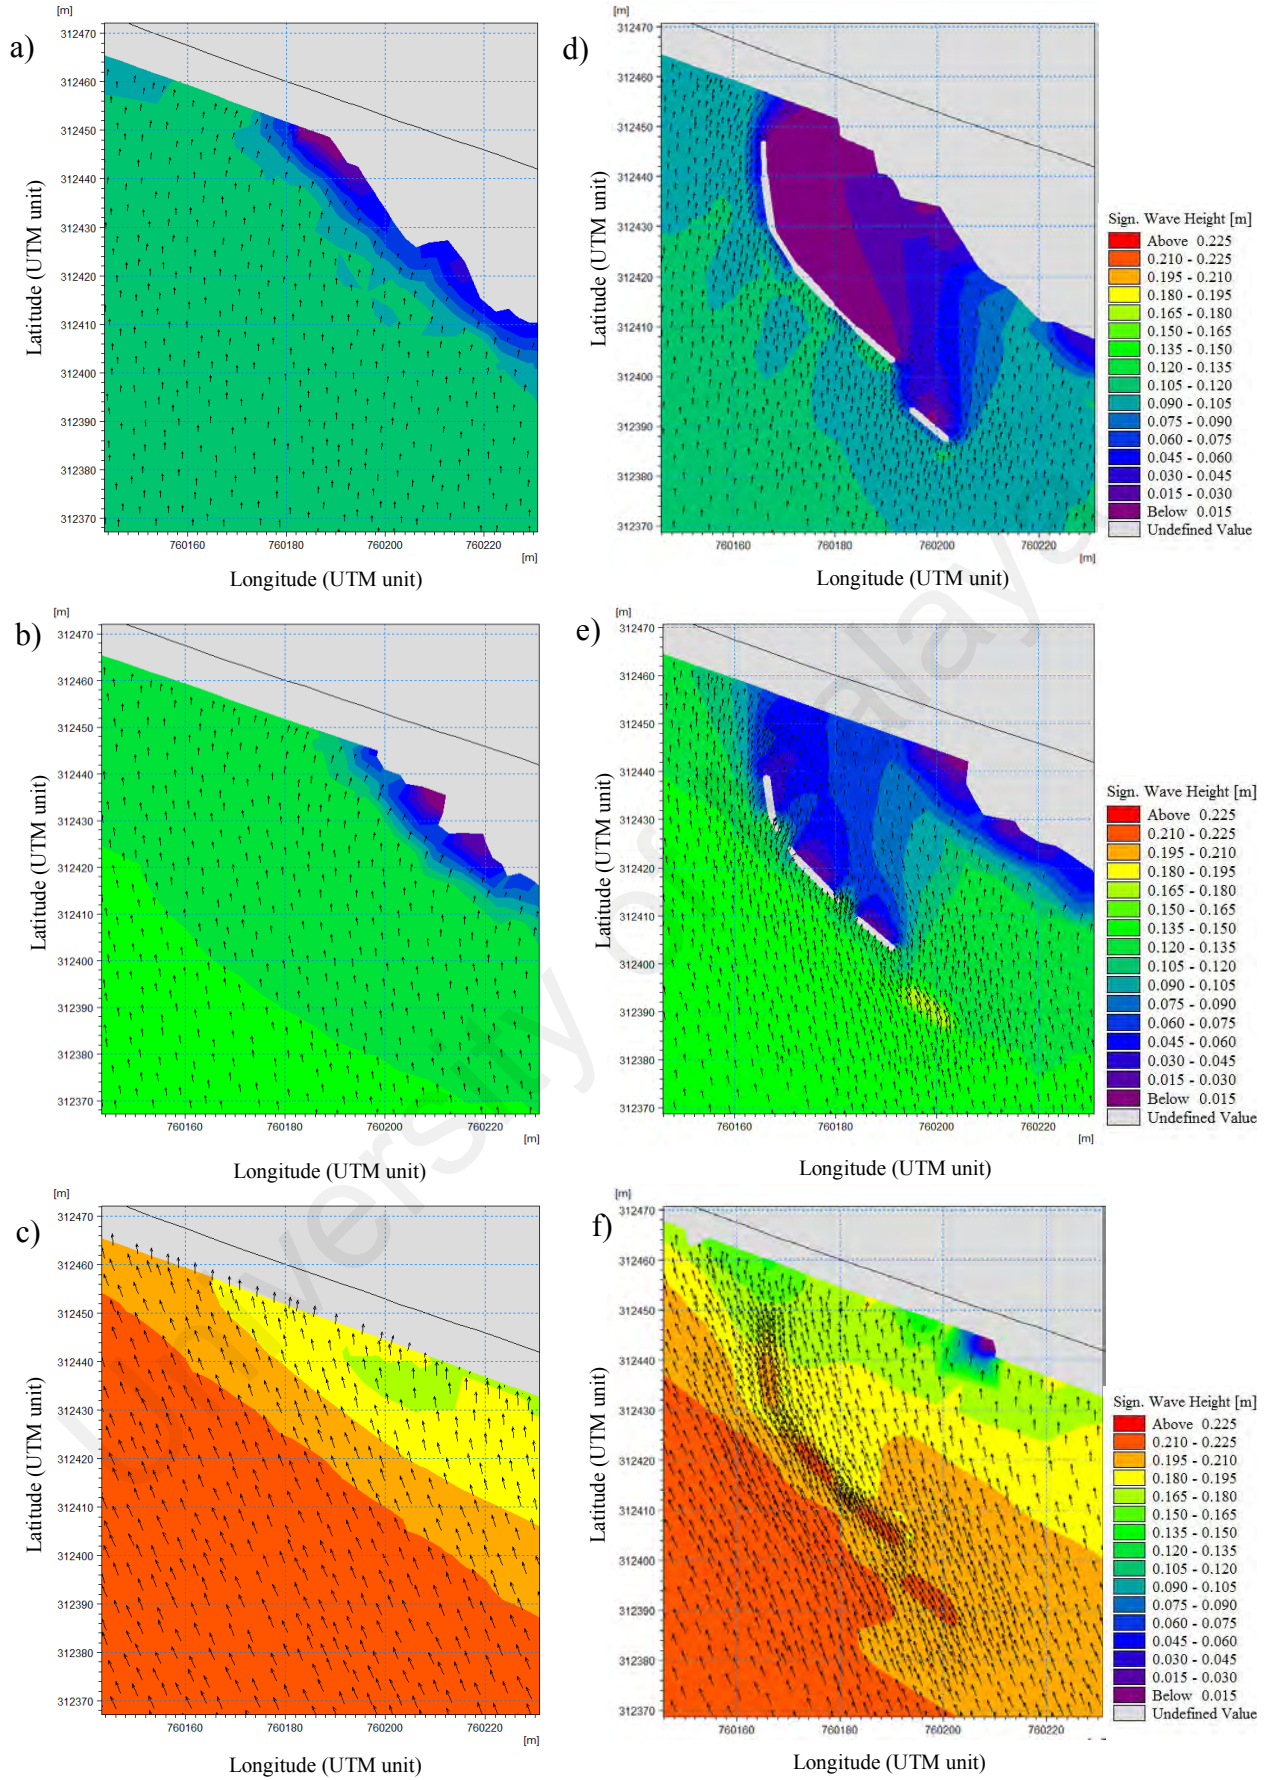 a)
[m]
312470
312460
312450
312440
312430
312420
312410
312400
312390
312380
312370
Latitude (UTM unit)
760160
760180
760200
760220
[m]
Longitude (UTM unit)
d)
[m]
312470
312460
312450
312440
312430
312420
312410
312400
312390
312380
312370
Latitude (UTM unit)
760160
760180
760200
760220
[m]
Longitude (UTM unit)
Sign. Wave Height [m]
Above 0.225
0.210 - 0.225
0.195 - 0.210
0.180 - 0.195
0.165 - 0.180
0.150 - 0.165
0.135 - 0.150
0.120 - 0.135
0.105 - 0.120
0.090 - 0.105
0.075 - 0.090
0.060 - 0.075
0.045 - 0.060
0.030 - 0.045
0.015 - 0.030
Below 0.015
Undefined Value
b)
[m]
312470
312460
312450
312440
312430
312420
312410
312400
312390
312380
312370
Latitude (UTM unit)
760160
760180
760200
760220
[m]
Longitude (UTM unit)
e)
[m]
312470
312460
312450
312440
312430
312420
312410
312400
312390
312380
312370
Latitude (UTM unit)
760160
760180
760200
760220
[m]
Longitude (UTM unit)
Sign. Wave Height [m]
Above 0.225
0.210 - 0.225
0.195 - 0.210
0.180 - 0.195
0.165 - 0.180
0.150 - 0.165
0.135 - 0.150
0.120 - 0.135
0.105 - 0.120
0.090 - 0.105
0.075 - 0.090
0.060 - 0.075
0.045 - 0.060
0.030 - 0.045
0.015 - 0.030
Below 0.015
Undefined Value
c)
[m]
312470
312460
312450
312440
312430
312420
312410
312400
312390
312380
312370
Latitude (UTM unit)
760160
760180
760200
760220
[m]
Longitude (UTM unit)
f)
[m]
312470
312460
312450
312440
312430
312420
312410
312400
312390
312380
312370
Latitude (UTM unit)
760160
760180
760200
760220
Longitude (UTM unit)
Sign. Wave Height [m]
Above 0.225
0.210 - 0.225
0.195 - 0.210
0.180 - 0.195
0.165 - 0.180
0.150 - 0.165
0.135 - 0.150
0.120 - 0.135
0.105 - 0.120
0.090 - 0.105
0.075 - 0.090
0.060 - 0.075
0.045 - 0.060
0.030 - 0.045
0.015 - 0.030
Below 0.015
Undefined Value